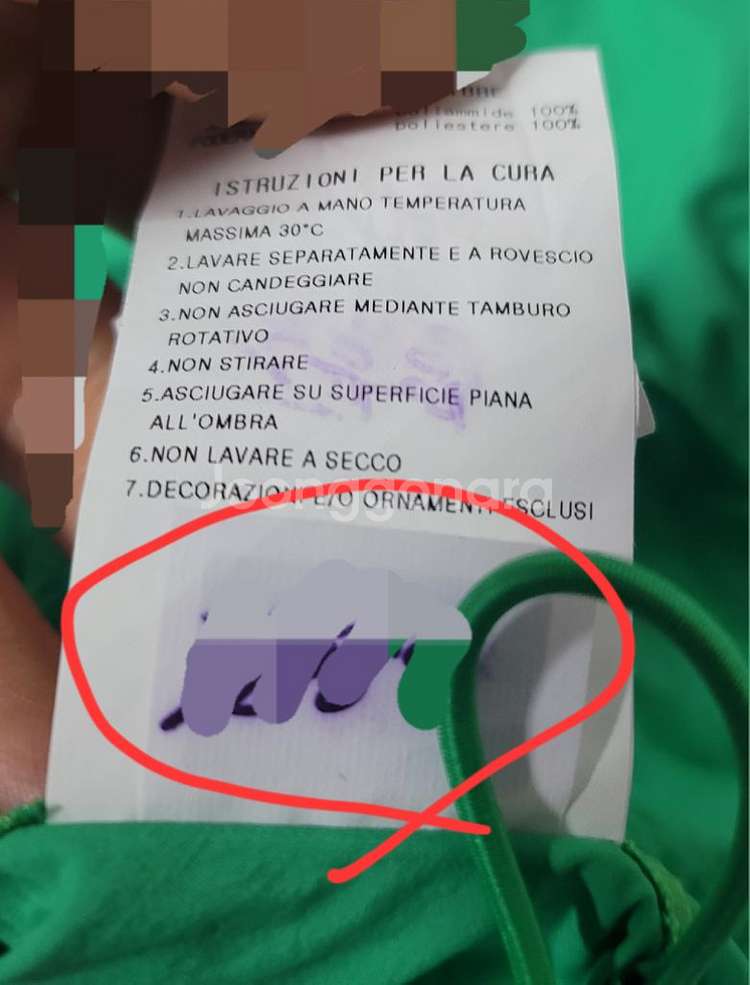 100%
poliestere 100%
ISTRUZIONI PER LA CURA
1.LAVAGGIO A MANO TEMPERATURA
MASSIMA 30°C
2.LAVARE SEPARATAMENTE E A ROVESCIO
NON CANDEGGIARE
3.NON ASCIUGARE MEDIANTE TAMBURO
ROTATIVO
4.NON STIRARE
5.ASCIUGARE SU SUPERFICIE PIANA
ALL'OMBRA
6.NON LAVARE A SECCO
7.DECORAZIONI E/O ORNAMENTI ESCLUSI
Joonggonara